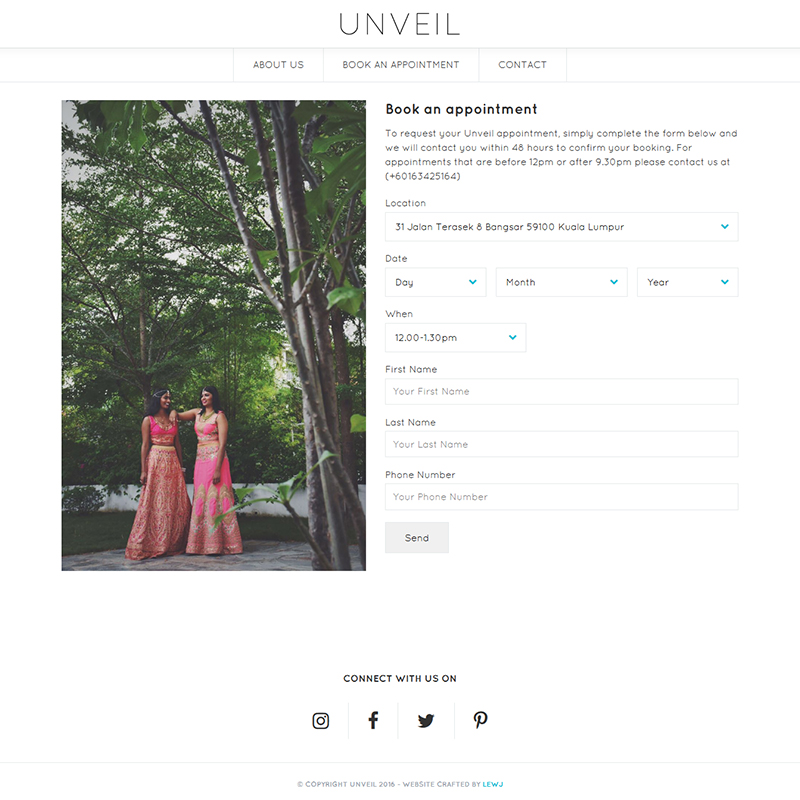 UNVEIL
ABOUT US
BOOK AN APPOINTMENT
CONTACT
Book an appointment
To request your Unveil appointment, simply complete the form below and
we will contact you within 48 hours to confirm your booking. For
appointments that are before 12pm or after 9.30pm please contact us at
(+60163425164)
Location
31 Jalan Terasek 8 Bangsar 59100 Kuala Lumpur
Date
Day
Month
Year
When
12.00-1.30pm
First Name
Your First Name
Last Name
Your Last Name
Phone Number
Your Phone Number
Send
CONNECT WITH US ON
© COPYRIGHT UNVEIL 2016 - WEBSITE CRAFTED BY LEWJ